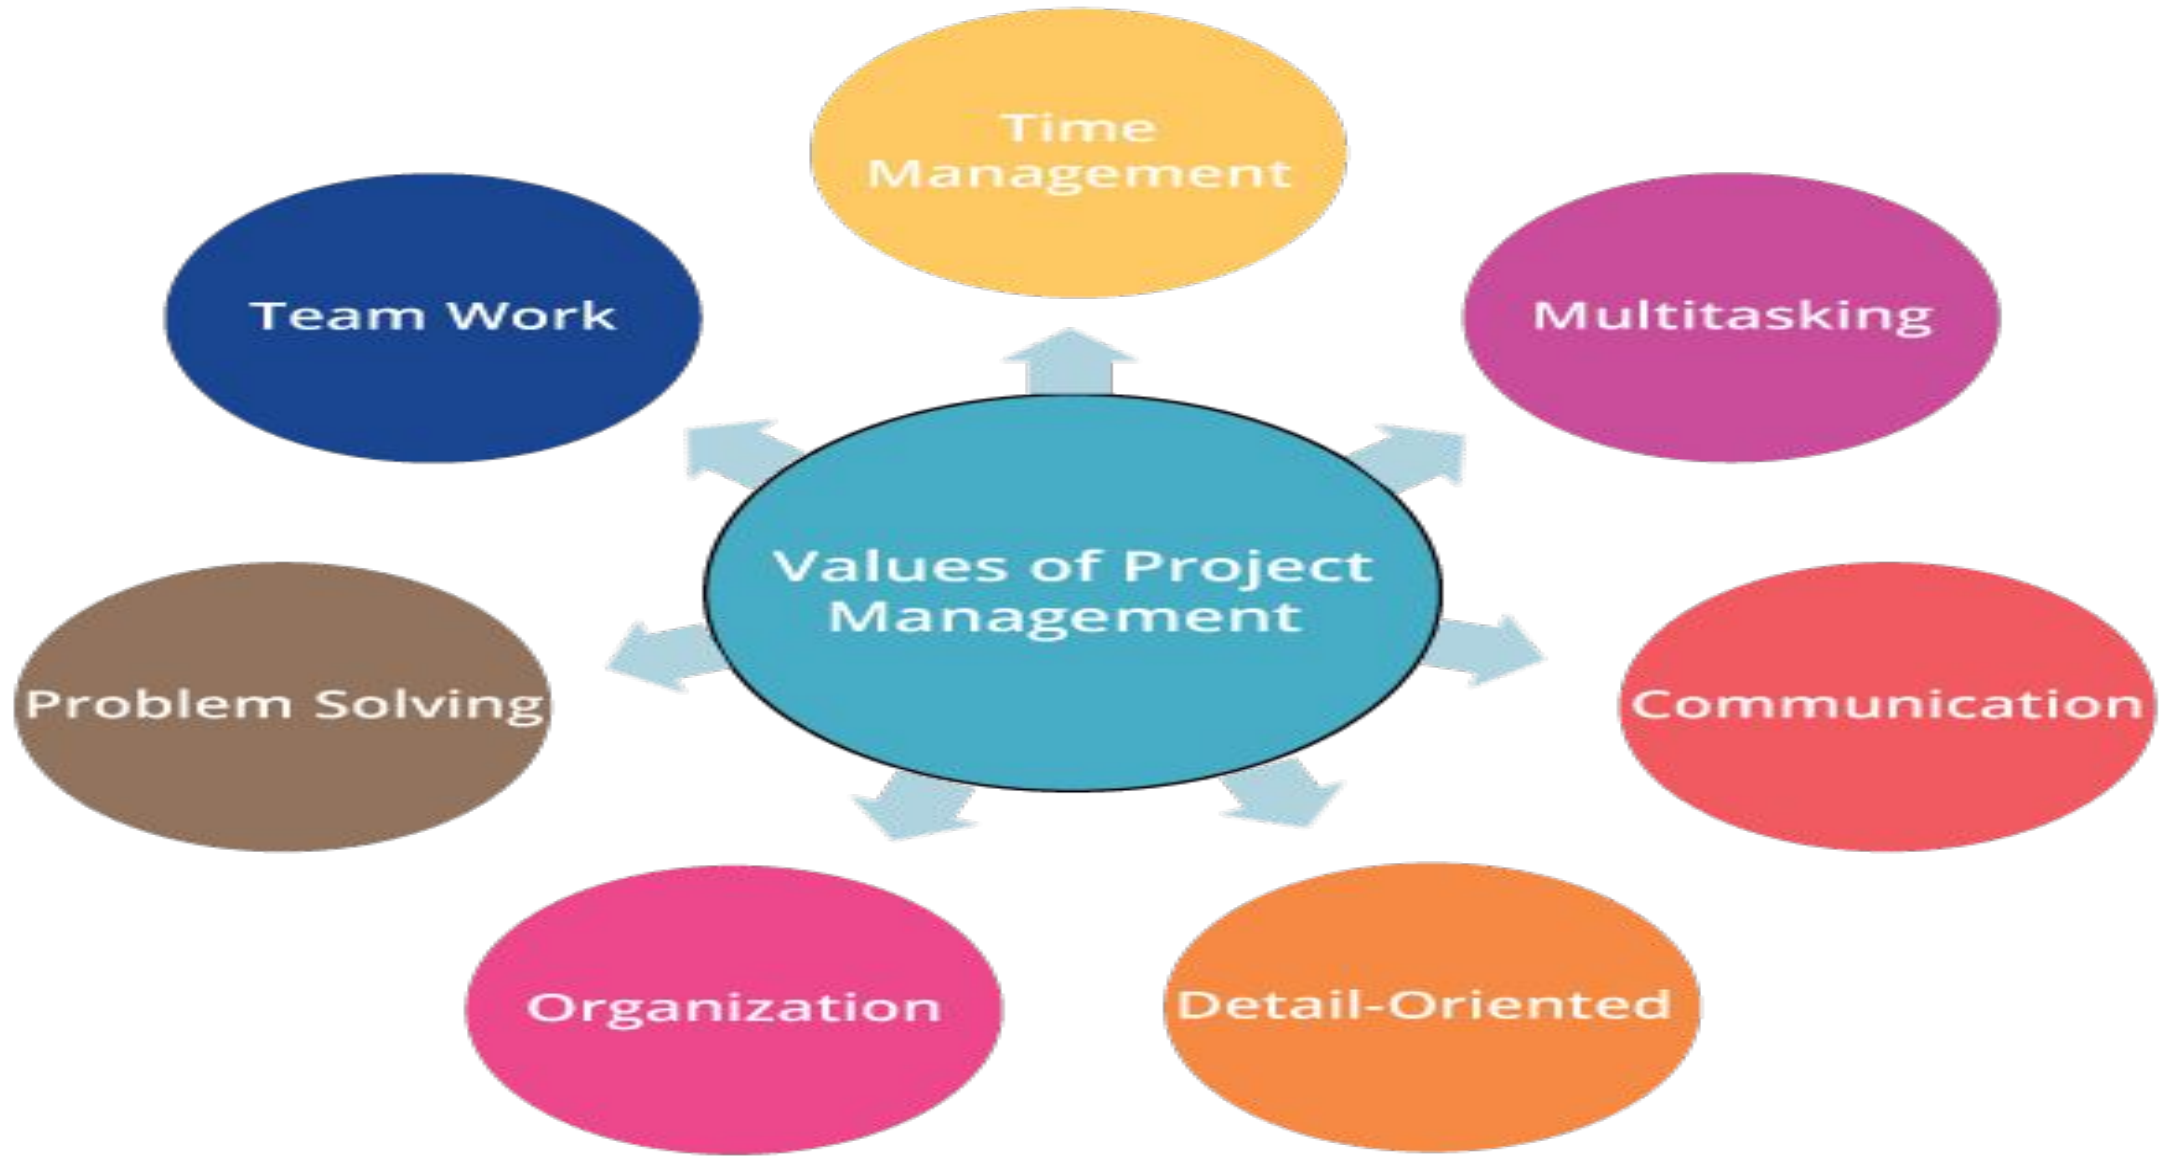 Time
Management
Team Work
Multitasking
Values of Project
Management
Problem Solving
Communication
Organization
Detail-Oriented